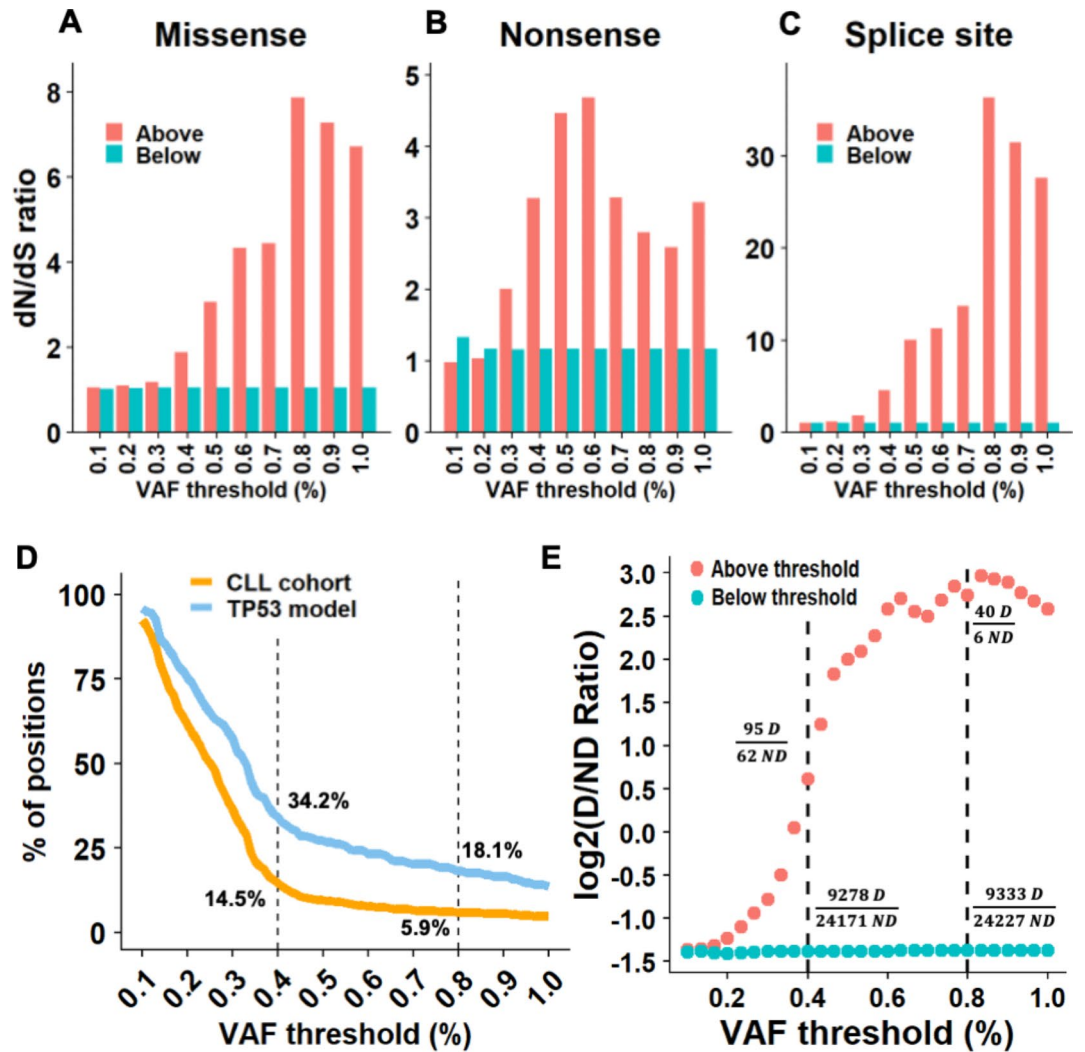 A
Missense
8
6
4
2
0
dN/dS ratio
Above
Below
0.1
0.2
0.3
0.4
0.5
0.6
0.7
0.8
0.9
1.0
VAF threshold (%)
B
Nonsense
5
4
3
2
1
0
0.1
0.2
0.3
0.4
0.5
0.6
0.7
0.8
0.9
1.0
VAF threshold (%)
C
Splice site
30
20
10
0
Above
Below
0.1
0.2
0.3
0.4
0.5
0.6
0.7
0.8
0.9
1.0
VAF threshold (%)
D
CLL cohort
TP53 model
100
75
50
25
0
% of positions
34.2%
18.1%
14.5%
5.9%
0.1
0.2
0.3
0.4
0.5
0.6
0.7
0.8
0.9
1.0
VAF threshold (%)
E
Above threshold
Below threshold
3.0
2.5
2.0
1.5
1.0
0.5
0.0
-0.5
-1.0
-1.5
log2(D/ND Ratio)
40 D
6 ND
95 D
62 ND
9278 D
24171 ND
9333 D
24227 ND
0.2
0.4
0.6
0.8
1.0
VAF threshold (%)